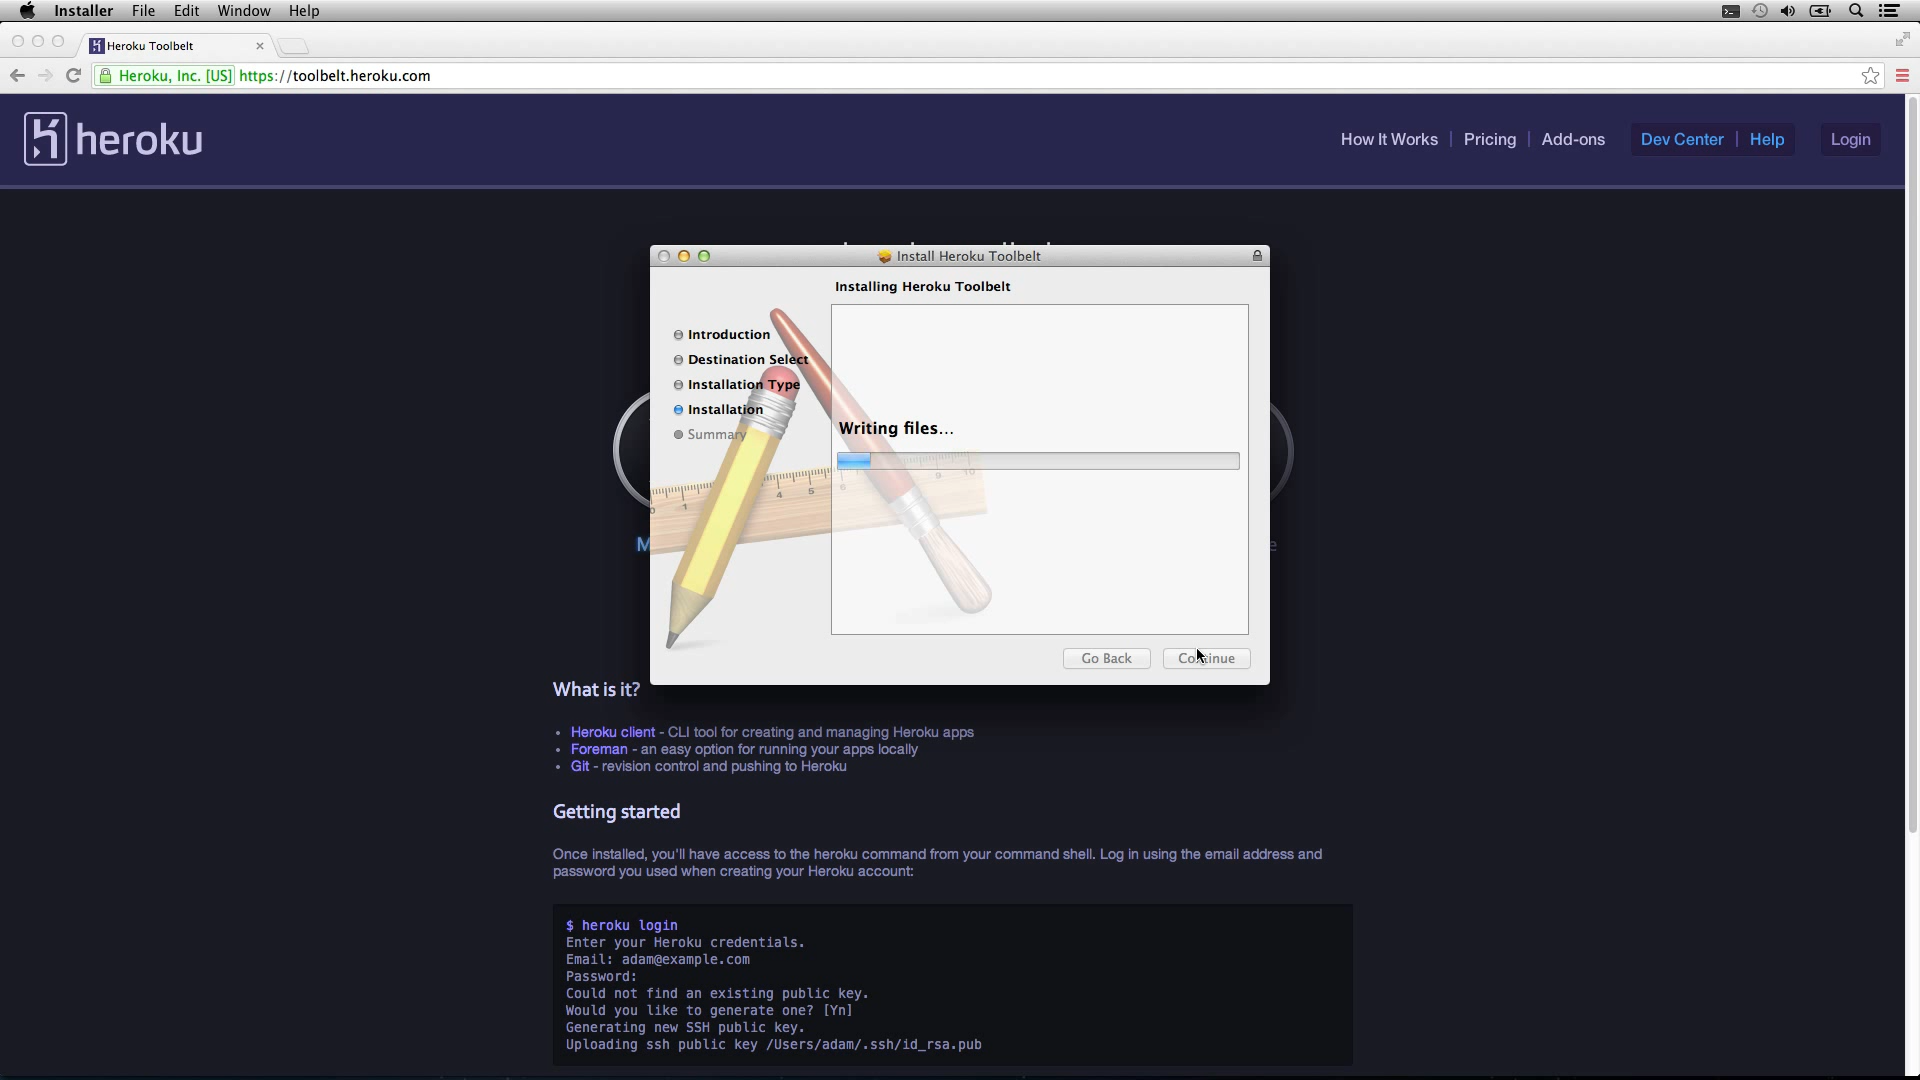 Installer File Edit Window Help
Heroku Toolbelt
Heroku, Inc. [US] https://toolbelt.heroku.com
heroku
How It Works Pricing Add-ons Dev Center Help Login
Install Heroku Toolbelt
Installing Heroku Toolbelt
Introduction
Destination Select
Installation Type
Installation
Summary
Writing files...
0 1 4 5 6 9 10
Go Back Continue
What is it?
• Heroku client - CLI tool for creating and managing Heroku apps
• Foreman - an easy option for running your apps locally
• Git - revision control and pushing to Heroku
Getting started
Once installed, you'll have access to the heroku command from your command shell. Log in using the email address and
password you used when creating your Heroku account:
$ heroku login
Enter your Heroku credentials.
Email: adam@example.com
Password:
Could not find an existing public key.
Would you like to generate one? [Yn]
Generating new SSH public key.
Uploading ssh public key /Users/adam/.ssh/id_rsa.pub